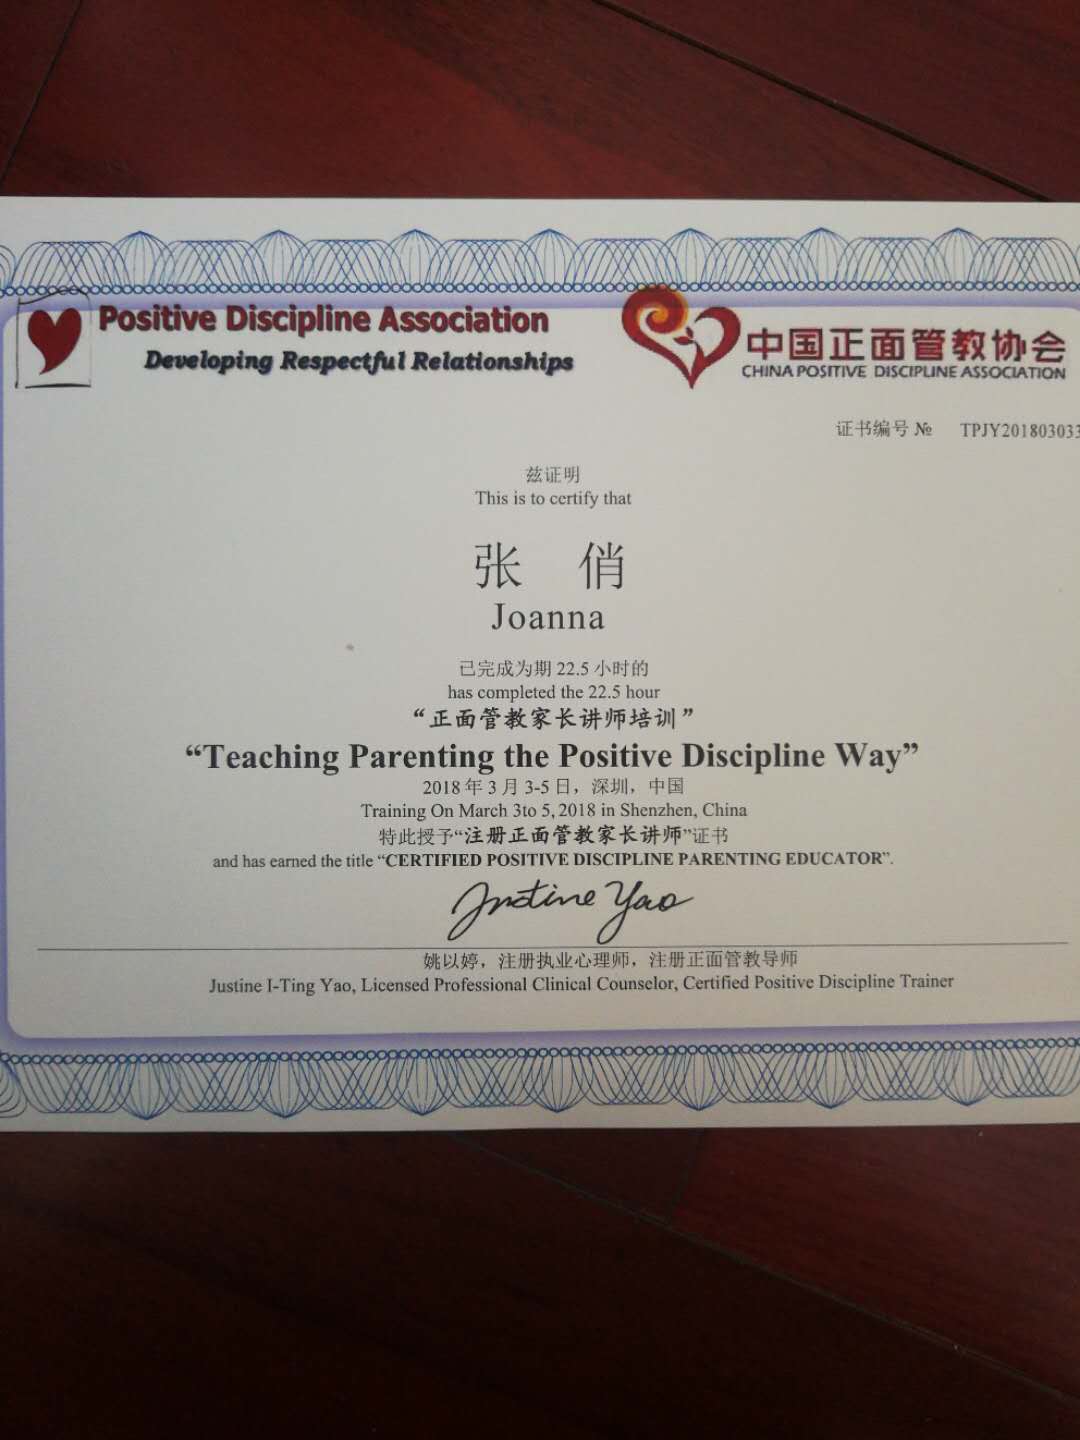 Positive Discipline Association
Developing Respectful Relationships
中国正面管教协会
CHINA POSITIVE DISCIPLINE ASSOCIATION
证书编号 № TPJY201803033
兹证明
This is to certify that
张 俏
Joanna
已完成为期 22.5 小时的
has completed the 22.5 hour
“正面管教家长讲师培训”
“Teaching Parenting the Positive Discipline Way”
2018 年 3 月 3-5 日，深圳，中国
Training On March 3to 5, 2018 in Shenzhen, China
特此授予“注册正面管教家长讲师”证书
and has earned the title “CERTIFIED POSITIVE DISCIPLINE PARENTING EDUCATOR”.
Justine Yao
姚以婷，注册执业心理师，注册正面管教导师
Justine I-Ting Yao, Licensed Professional Clinical Counselor, Certified Positive Discipline Trainer